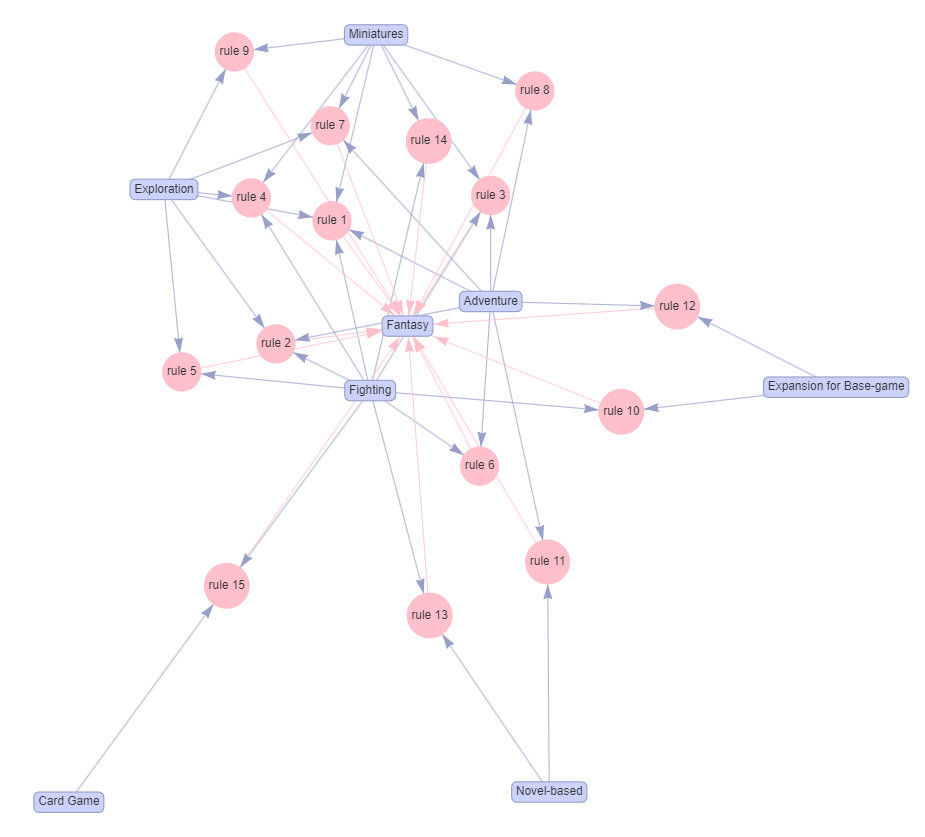 Miniatures
rule 9
rule 8
rule 7
rule 14
Exploration
rule 4
rule 3
rule 1
Adventure
rule 12
Fantasy
rule 2
rule 5
Fighting
Expansion for Base-game
rule 10
rule 6
rule 11
rule 15
rule 13
Novel-based
Card Game